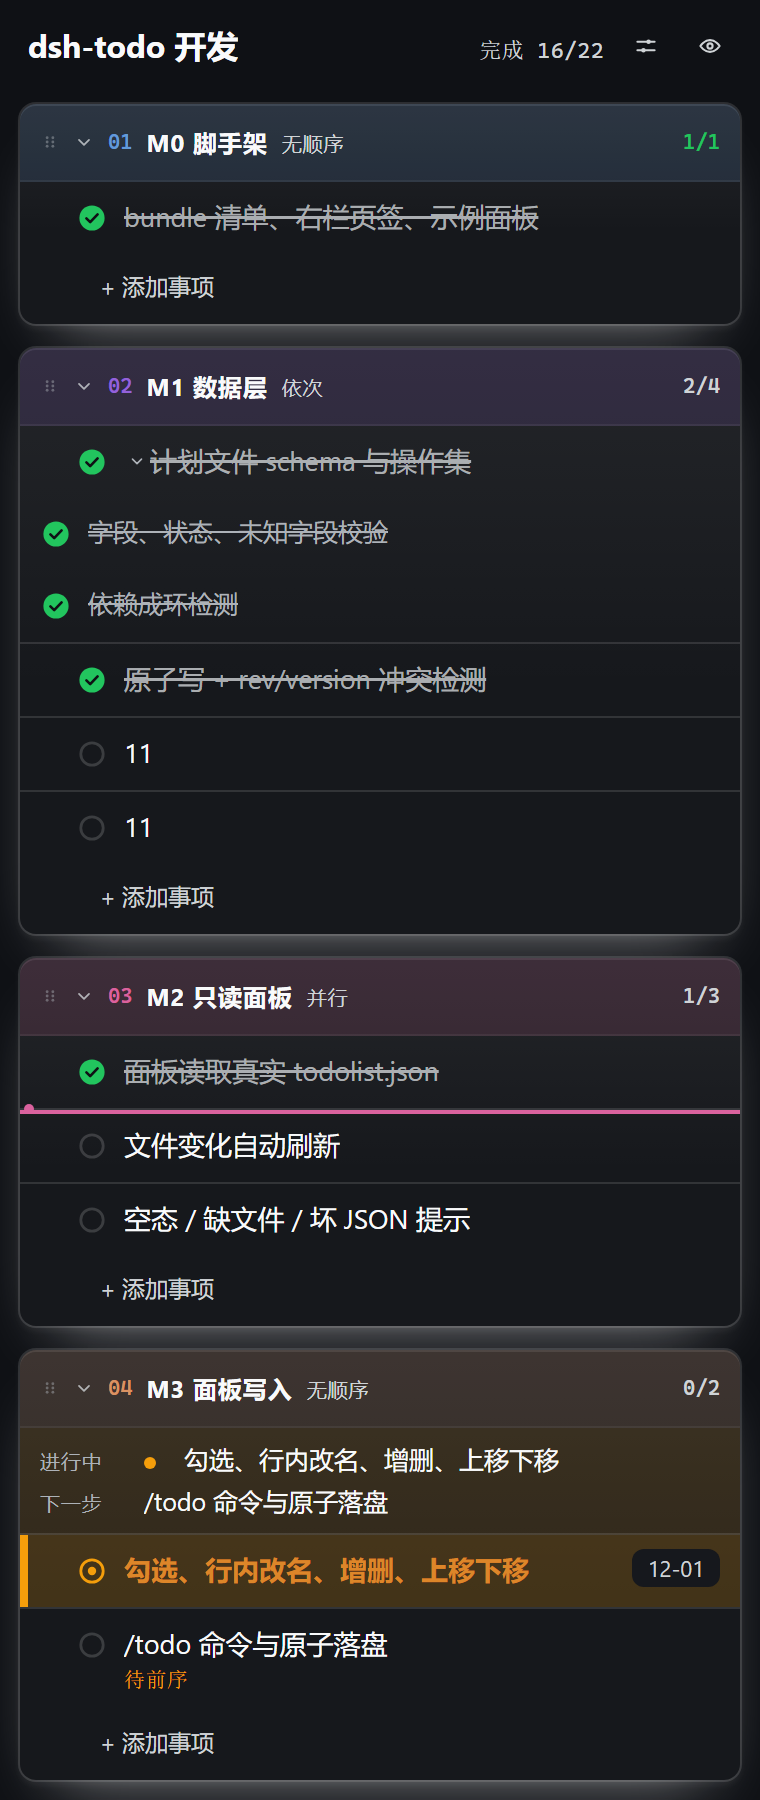 dsh-todo 开发
完成 16/22
01 M0 脚手架 无顺序 1/1
bundle 清单、右栏页签、示例面板
+ 添加事项
02 M1 数据层 依次 2/4
计划文件 schema 与操作集
字段、状态、未知字段校验
依赖成环检测
原子写 + rev/version 冲突检测
11
11
+ 添加事项
03 M2 只读面板 并行 1/3
面板读取真实 todolist.json
文件变化自动刷新
空态 / 缺文件 / 坏 JSON 提示
+ 添加事项
04 M3 面板写入 无顺序 0/2
进行中 勾选、行内改名、增删、上移下移
下一步 /todo 命令与原子落盘
勾选、行内改名、增删、上移下移 12-01
/todo 命令与原子落盘
待前序
+ 添加事项